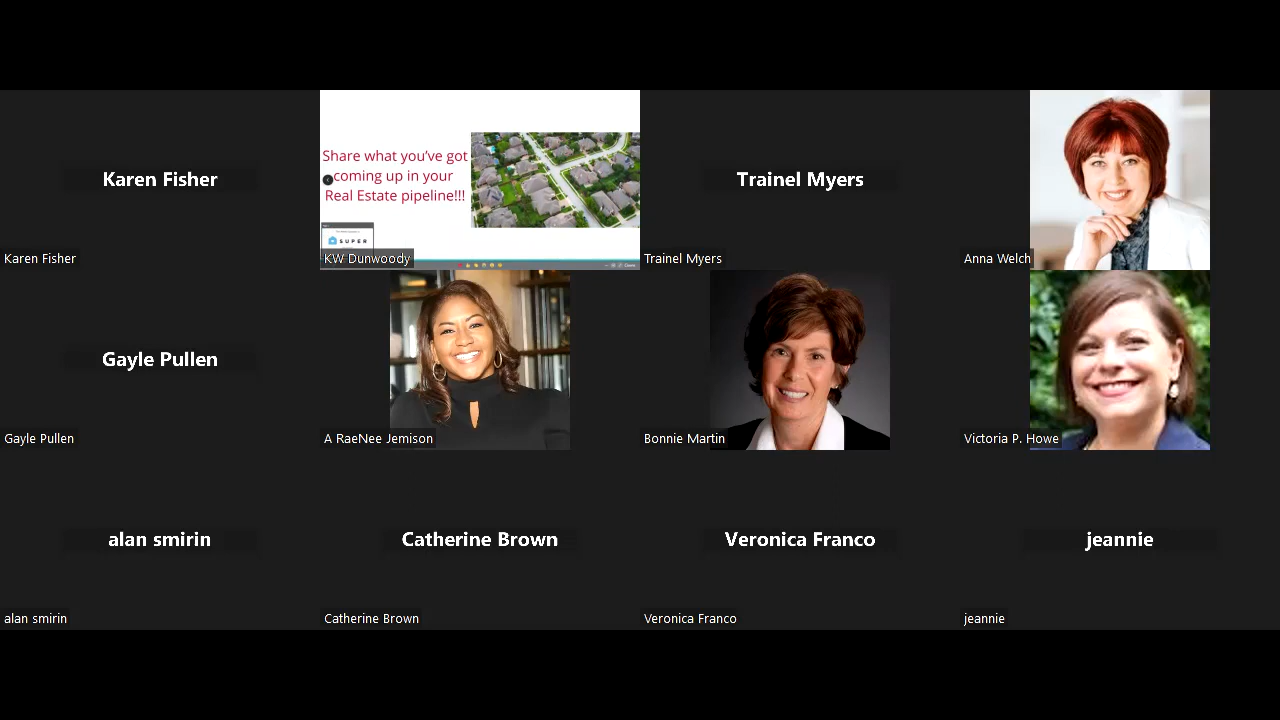 Karen Fisher
Karen Fisher
Share what you've got
coming up in your
Real Estate pipeline!!!
SUPER
KW Dunwoody
Trainel Myers
Trainel Myers
Anna Welch
Gayle Pullen
Gayle Pullen
A RaeNee Jemison
Bonnie Martin
Victoria P. Howe
alan smirin
alan smirin
Catherine Brown
Catherine Brown
Veronica Franco
Veronica Franco
jeannie
jeannie